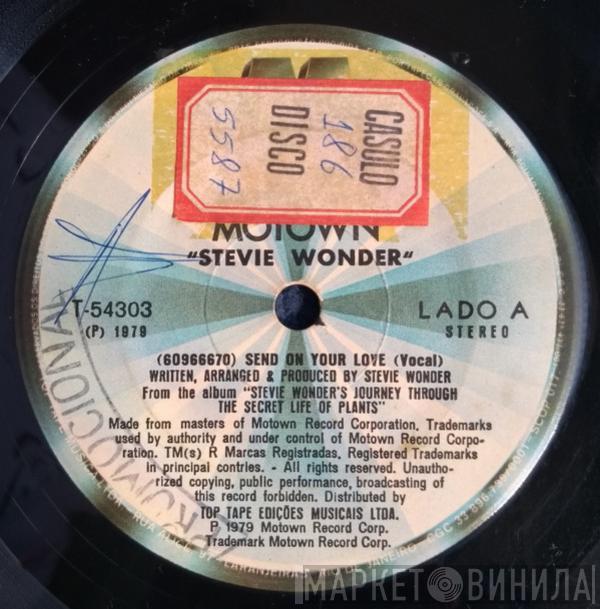 CASULO
186
DISCO
5587
MOTOWN
"STEVIE WONDER"
T-54303
(P) 1979
LADO A
STEREO
(60966670) SEND ON YOUR LOVE (Vocal)
WRITTEN, ARRANGED & PRODUCED BY STEVIE WONDER
From the album "STEVIE WONDER'S JOURNEY THROUGH
THE SECRET LIFE OF PLANTS"
Made from masters of Motown Record Corporation. Trademarks
used by authority and under control of Motown Record Corpo-
ration. TM(s) R Marcas Registradas, Registered Trademarks
in principal contries. - All rights reserved. Unautho-
rized copying, public performance, broadcasting of
this record forbidden. Distributed by
TOP TAPE EDIÇÕES MUSICAIS LTDA.
P 1979 Motown Record Corp.
Trademark Motown Record Corp.
PROMOCIONAL
МАРКЕТ ВИНИЛА